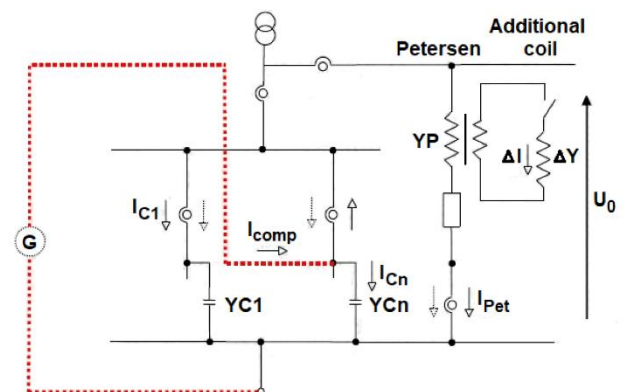 Additional
Petersen coil
YP
ΔI ΔY
U0
IC1
G
Icomp
ICn
YC1 YCn
IPet